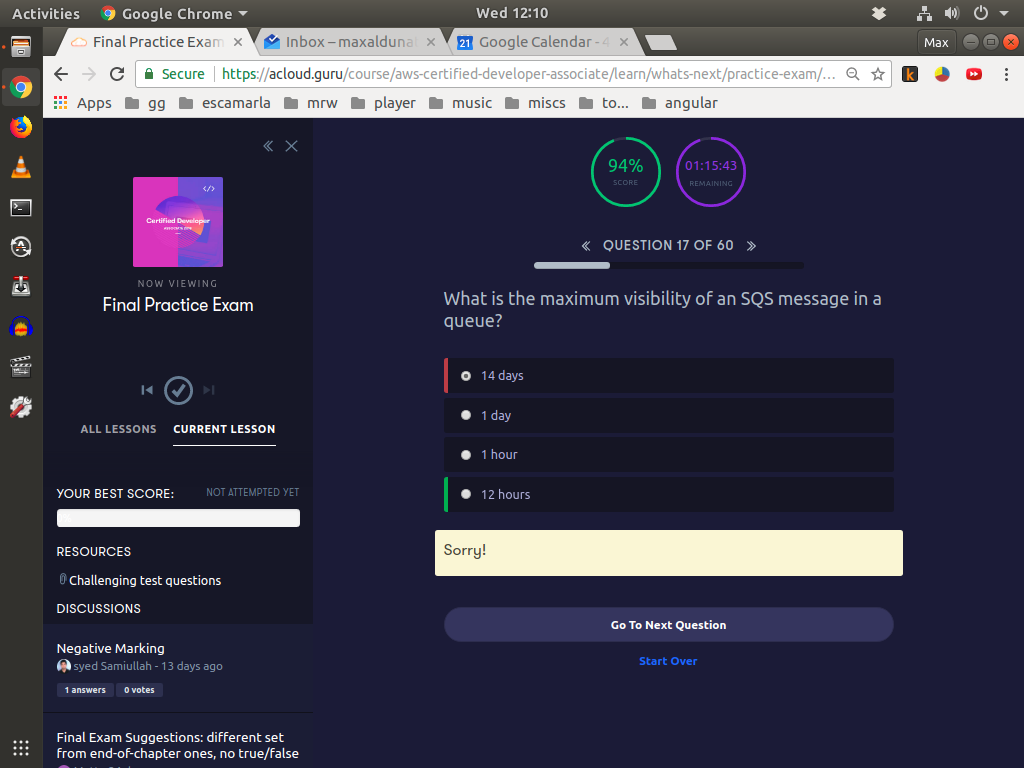 Activities
Google Chrome
Wed 12:10
Final Practice Exam
Inbox – maxalduna
Google Calendar - 4
Max
Secure
https://acloud.guru/course/aws-certified-developer-associate/learn/whats-next/practice-exam/...
Apps
gg
escamarla
mrw
player
music
miscs
to...
angular
</>
Certified Developer
NOW VIEWING
Final Practice Exam
ALL LESSONS
CURRENT LESSON
YOUR BEST SCORE:
NOT ATTEMPTED YET
RESOURCES
Challenging test questions
DISCUSSIONS
Negative Marking
syed Samiullah - 13 days ago
1 answers
0 votes
Final Exam Suggestions: different set
from end-of-chapter ones, no true/false
94%
SCORE
01:15:43
REMAINING
« QUESTION 17 OF 60 »
What is the maximum visibility of an SQS message in a
queue?
14 days
1 day
1 hour
12 hours
Sorry!
Go To Next Question
Start Over